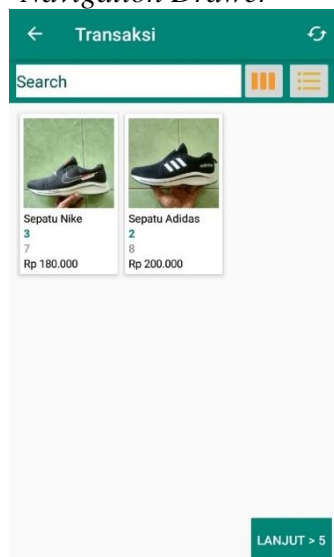 Navigation Drawer
Transaksi
Search
Sepatu Nike
3
7
Rp 180.000
Sepatu Adidas
2
8
Rp 200.000
LANJUT > 5